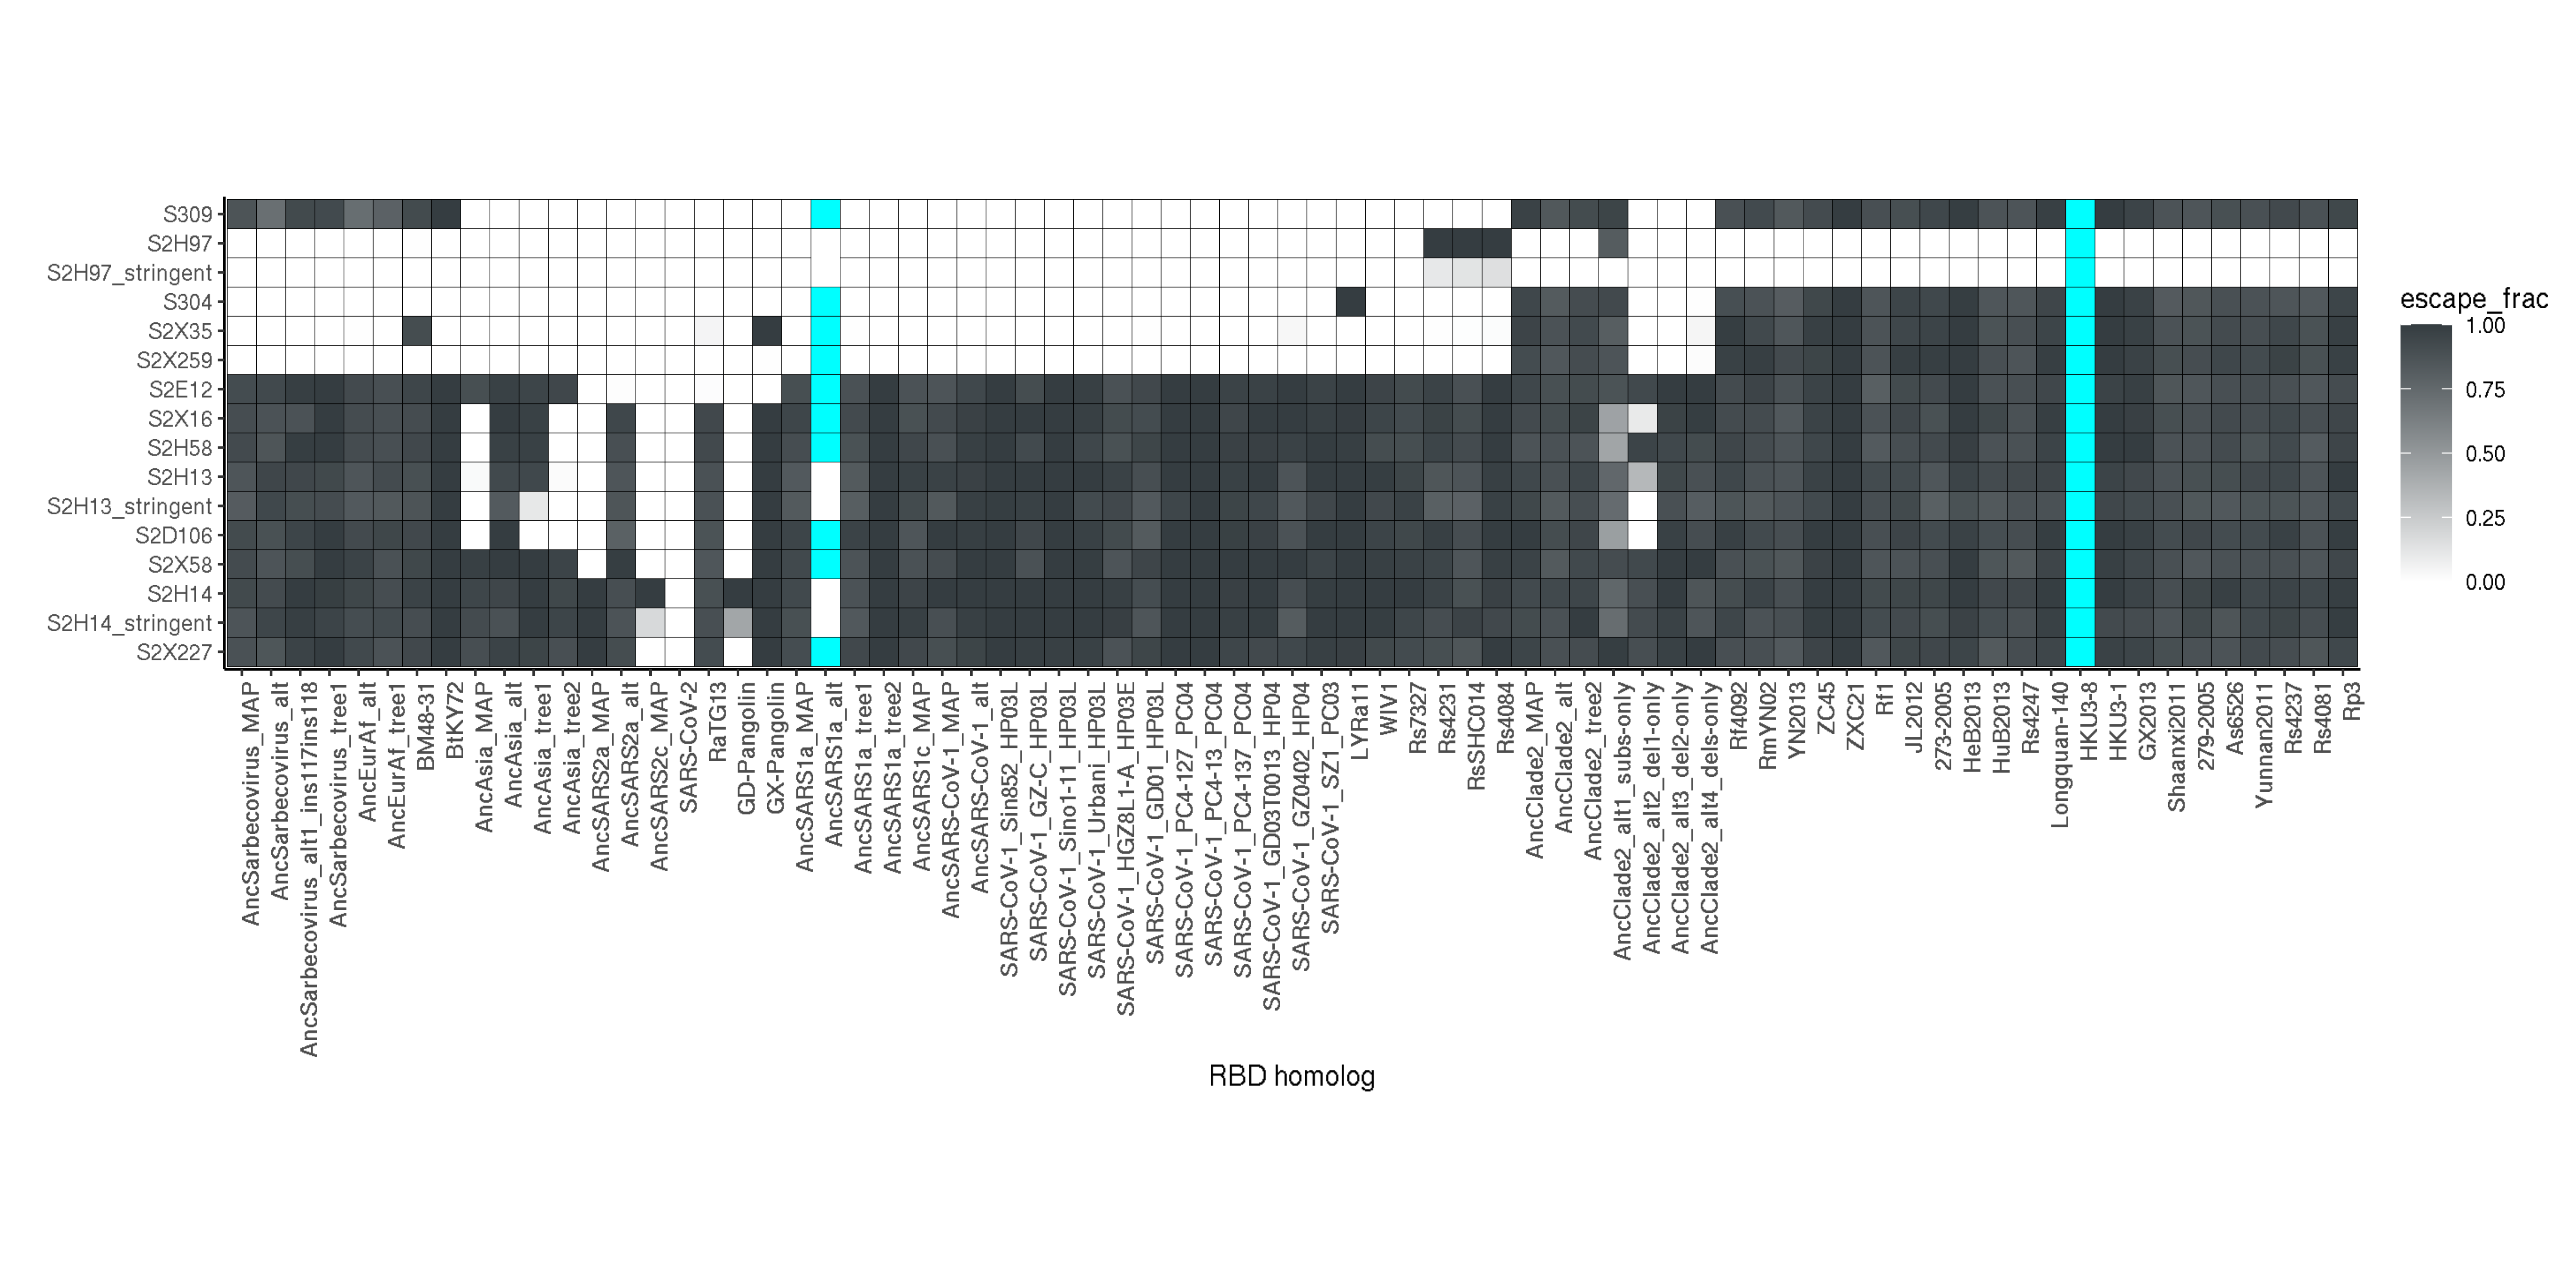 S309
S2H97
S2H97_stringent
S304
S2X35
S2X259
S2E12
S2X16
S2H58
S2H13
S2H13_stringent
S2D106
S2X58
S2H14
S2H14_stringent
S2X227
escape_frac
1.00
0.75
0.50
0.25
0.00
AncSarbecovirus_MAP
AncSarbecovirus_alt
AncSarbecovirus_alt1_ins117ins118
AncSarbecovirus_tree1
AncEurAf_alt
AncEurAf_tree1
BM48-31
BtKY72
AncAsia_MAP
AncAsia_alt
AncAsia_tree1
AncAsia_tree2
AncSARS2a_MAP
AncSARS2a_alt
AncSARS2c_MAP
SARS-CoV-2
RaTG13
GD-Pangolin
GX-Pangolin
AncSARS1a_MAP
AncSARS1a_alt
AncSARS1a_tree1
AncSARS1a_tree2
AncSARS1c_MAP
AncSARS-CoV-1_MAP
AncSARS-CoV-1_alt
SARS-CoV-1_Sin852_HP03L
SARS-CoV-1_GZ-C_HP03L
SARS-CoV-1_Sino1-11_HP03L
SARS-CoV-1_Urbani_HP03L
SARS-CoV-1_HGZ8L1-A_HP03E
SARS-CoV-1_GD01_HP03L
SARS-CoV-1_PC4-127_PC04
SARS-CoV-1_PC4-13_PC04
SARS-CoV-1_PC4-137_PC04
SARS-CoV-1_GD03T0013_HP04
SARS-CoV-1_GZ0402_HP04
SARS-CoV-1_SZ1_PC03
LYRa11
WIV1
Rs7327
Rs4231
RsSHC014
Rs4084
AncClade2_MAP
AncClade2_alt
AncClade2_tree2
AncClade2_alt1_subs-only
AncClade2_alt2_del1-only
AncClade2_alt3_del2-only
AncClade2_alt4_dels-only
Rf4092
RmYN02
YN2013
ZC45
ZXC21
Rf1
JL2012
273-2005
HeB2013
HuB2013
Rs4247
Longquan-140
HKU3-8
HKU3-1
GX2013
Shaanxi2011
279-2005
As6526
Yunnan2011
Rs4237
Rs4081
Rp3
RBD homolog